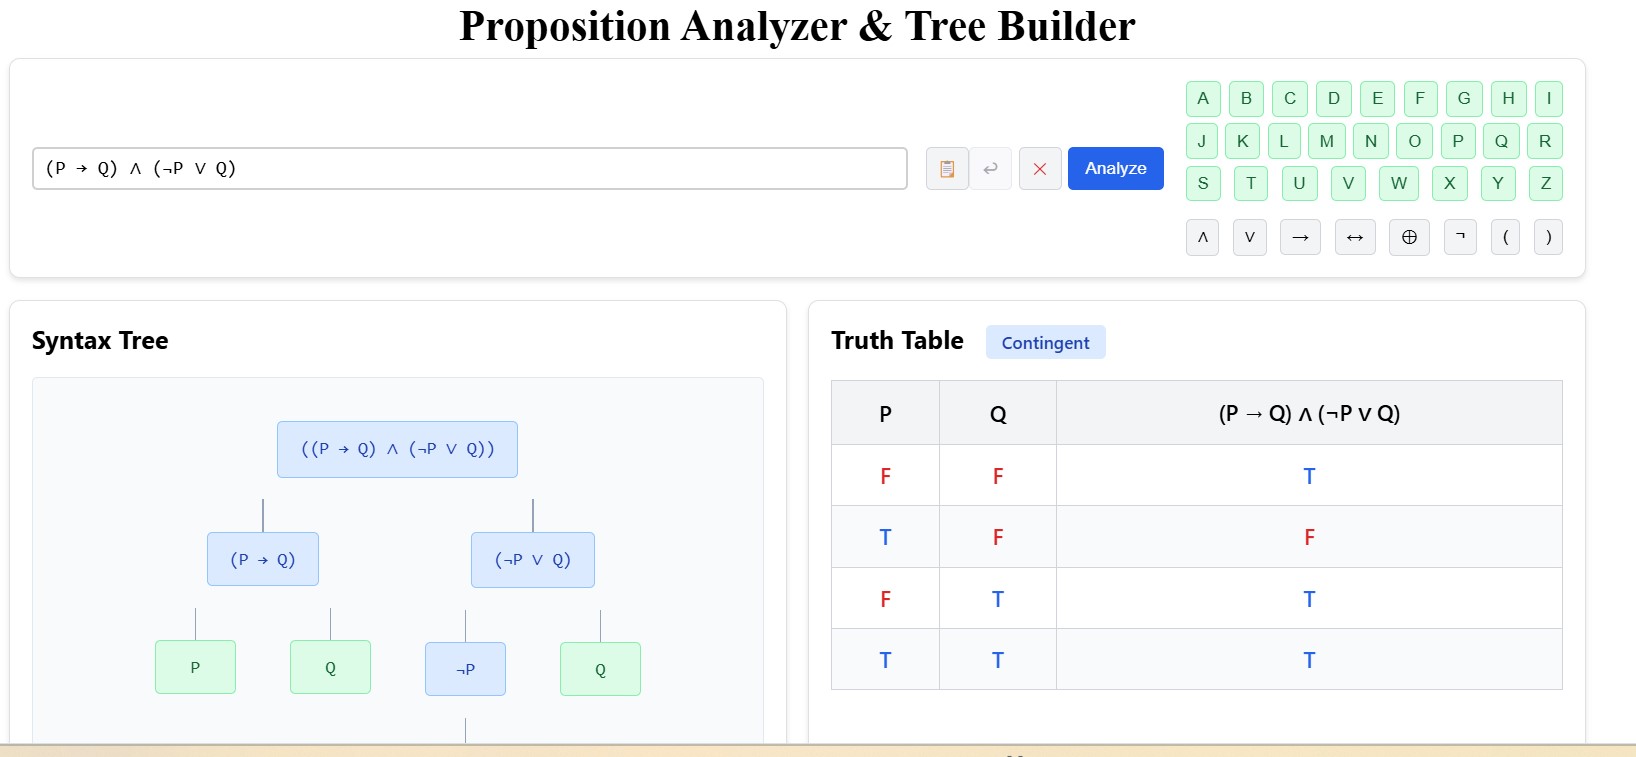 Proposition Analyzer & Tree Builder
(P → Q) ∧ (¬P ∨ Q)
Analyze
A B C D E F G H I
J K L M N O P Q R
S T U V W X Y Z
∧ ∨ → ↔ ⊕ ¬ ( )
Syntax Tree
((P → Q) ∧ (¬P ∨ Q))
(P → Q) (¬P ∨ Q)
P Q ¬P Q
Truth Table Contingent
P Q (P → Q) ∧ (¬P ∨ Q)
F F T
T F F
F T T
T T T